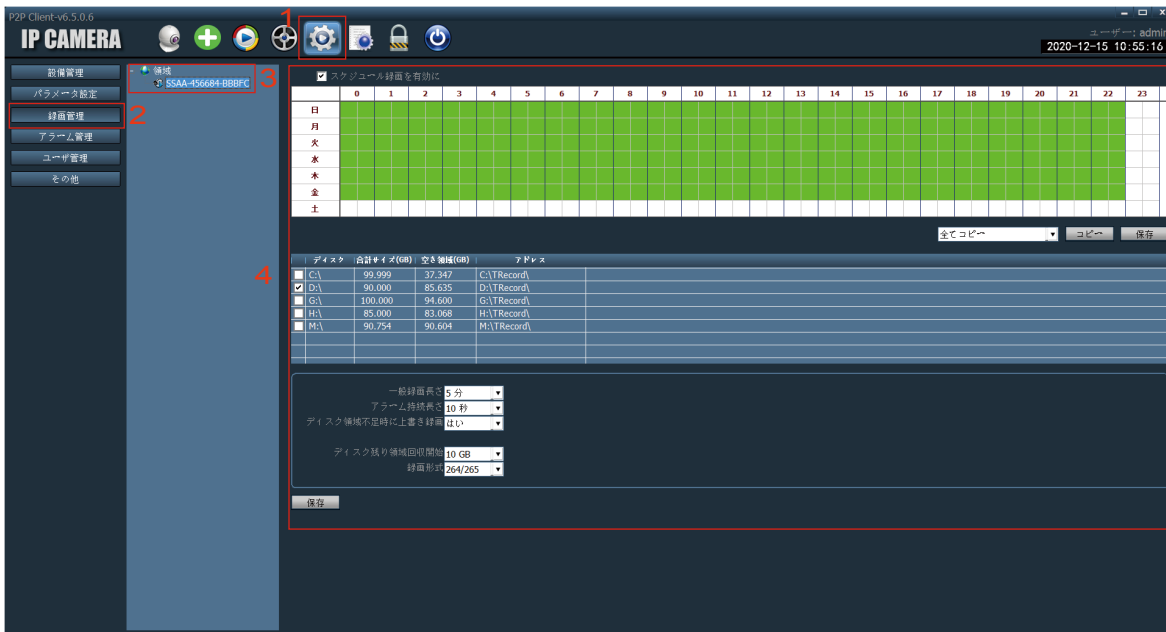 P2P Client-v6.5.0.6
IP CAMERA
1
ユーザー: admin
2020-12-15 10:55:16
設備管理
パラメータ設定
録画管理
アラーム管理
ユーザ管理
その他
2
領域
SSAA-456684-BBBFC
3
スケジュール録画を有効に
0 1 2 3 4 5 6 7 8 9 10 11 12 13 14 15 16 17 18 19 20 21 22 23
日
月
火
水
木
金
土
全てコピー コピー 保存
4
ディスク 合計サイズ(GB) 空き領域(GB) アドレス
C:\ 99.999 37.347 C:\TRecord\
D:\ 90.000 85.635 D:\TRecord\
G:\ 100.000 94.600 G:\TRecord\
H:\ 85.000 83.068 H:\TRecord\
M:\ 90.754 90.604 M:\TRecord\
一般録画長さ 5 分
アラーム持続長さ 10 秒
ディスク領域不足時に上書き録画 はい
ディスク残り領域回収開始 10 GB
録画形式 264/265
保存